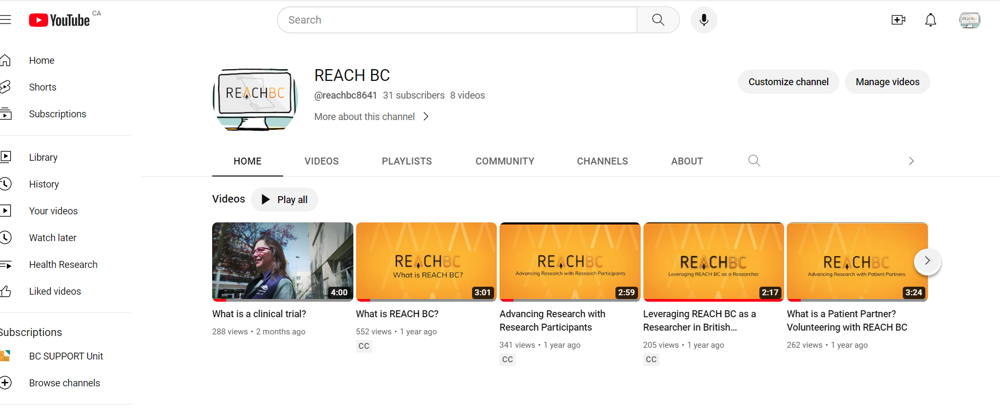 YouTube CA
Search
Home
Shorts
Subscriptions
Library
History
Your videos
Watch later
Health Research
Liked videos
Subscriptions
BC SUPPORT Unit
Browse channels
REACHBC
REACH BC
@reachbc8641 31 subscribers 8 videos
More about this channel
Customize channel
Manage videos
HOME VIDEOS PLAYLISTS COMMUNITY CHANNELS ABOUT
Videos Play all
4:00
What is a clinical trial?
288 views • 2 months ago
REACHBC
What is REACH BC?
3:01
What is REACH BC?
552 views • 1 year ago
CC
REACHBC
Advancing Research with Research Participants
2:59
Advancing Research with
Research Participants
341 views • 1 year ago
CC
REACHBC
Leveraging REACH BC as a Researcher
2:17
Leveraging REACH BC as a
Researcher in British...
205 views • 1 year ago
CC
REACHBC
Advancing Research with Patient Partners
3:24
What is a Patient Partner?
Volunteering with REACH BC
262 views • 1 year ago